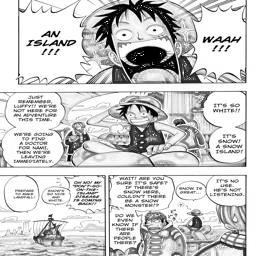 WAAH
!!!
AN
ISLAND
!!!
IT'S SO
WHITE!!
IT'S
SNOW!
A SNOW
ISLAND!
JUST
REMEMBER,
LUFFY!! WE'RE
NOT HERE FOR
AN ADVENTURE
THIS TIME.
WE'RE GOING
TO FIND
A DOCTOR
FOR NAMI,
THEN WE'RE
LEAVING
IMMEDIATELY.
IT'S NO
USE.
HE'S NOT
LISTENING.
SNOW IS
GREAT...
WAIT! ARE YOU
SURE IT'S SAFE?
IF THERE'S
SNOW HERE,
COULDN'T
THERE BE
A SNOW
MONSTER!?
DO WE
EVEN
KNOW IF
THERE ARE
PEOPLE
THERE?
OH NO! MY
"DON'T-GO-
ON-THE-
ISLAND"
DISEASE IS
COMING
BACK!!
SNOW'S
SO NICE
AND
WHITE.
PREPARE
TO MAKE
LANDFALL!